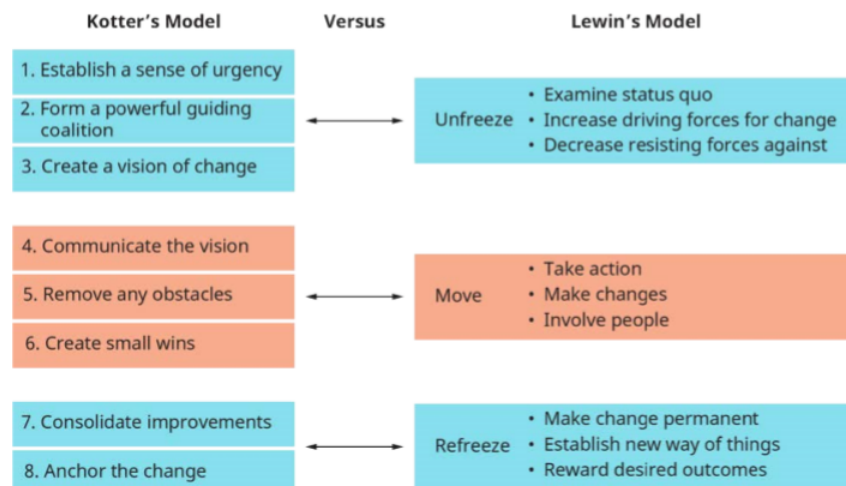 Kotter's Model Versus Lewin's Model
1. Establish a sense of urgency
2. Form a powerful guiding
coalition
3. Create a vision of change
Unfreeze
• Examine status quo
• Increase driving forces for change
• Decrease resisting forces against
4. Communicate the vision
5. Remove any obstacles
6. Create small wins
Move
• Take action
• Make changes
• Involve people
7. Consolidate improvements
8. Anchor the change
Refreeze
• Make change permanent
• Establish new way of things
• Reward desired outcomes